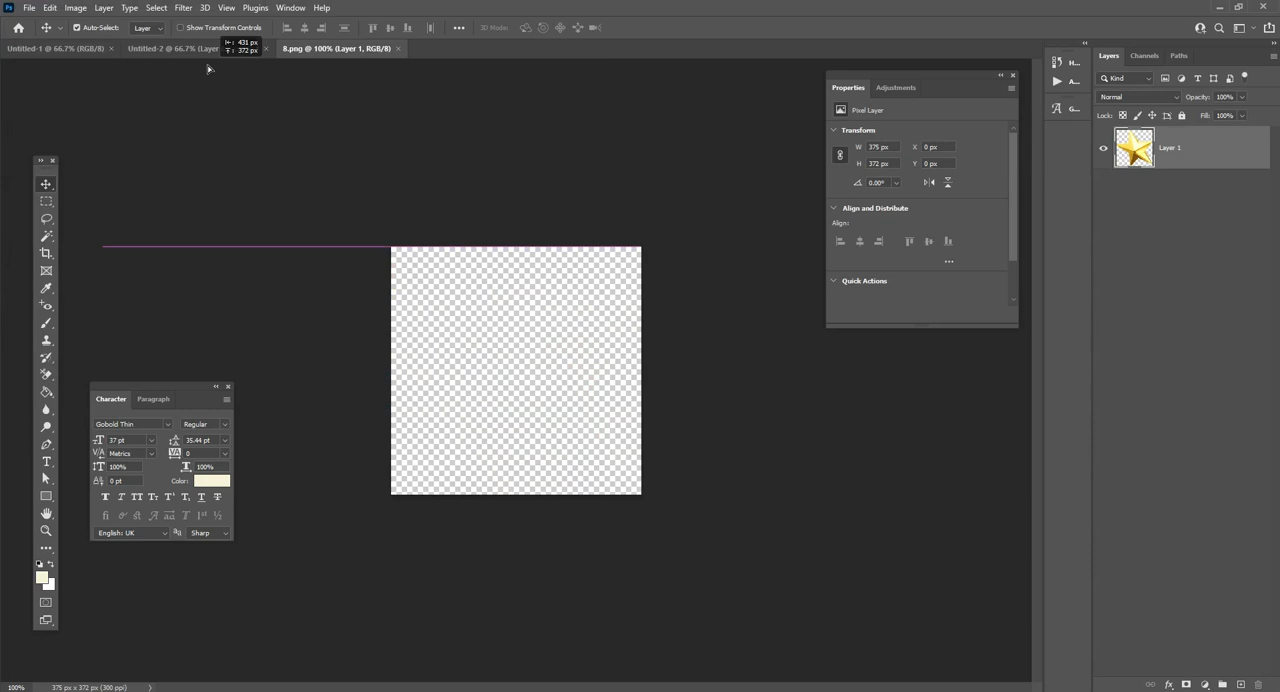 Ps File Edit Image Layer Type Select Filter 3D View Plugins Window Help
Auto-Select: Layer Show Transform Controls 3D Mode:
Untitled-1 @ 66.7% (RGB/8) × Untitled-2 @ 66.7% (Layer × 8.png @ 100% (Layer 1, RGB/8) ×
431 px
372 px
Properties Adjustments
Pixel Layer
Transform
W 375 px X 0 px
H 372 px Y 0 px
0.00°
Align and Distribute
Align:
Quick Actions
H...
A...
G...
Layers Channels Paths
Kind
Normal Opacity: 100%
Lock: Fill: 100%
Layer 1
Character Paragraph
Gobold Thin Regular
37 pt 35.44 pt
Metrics 0
100% 100%
0 pt Color:
English: UK aa Sharp
100% 375 px x 372 px (300 ppi)